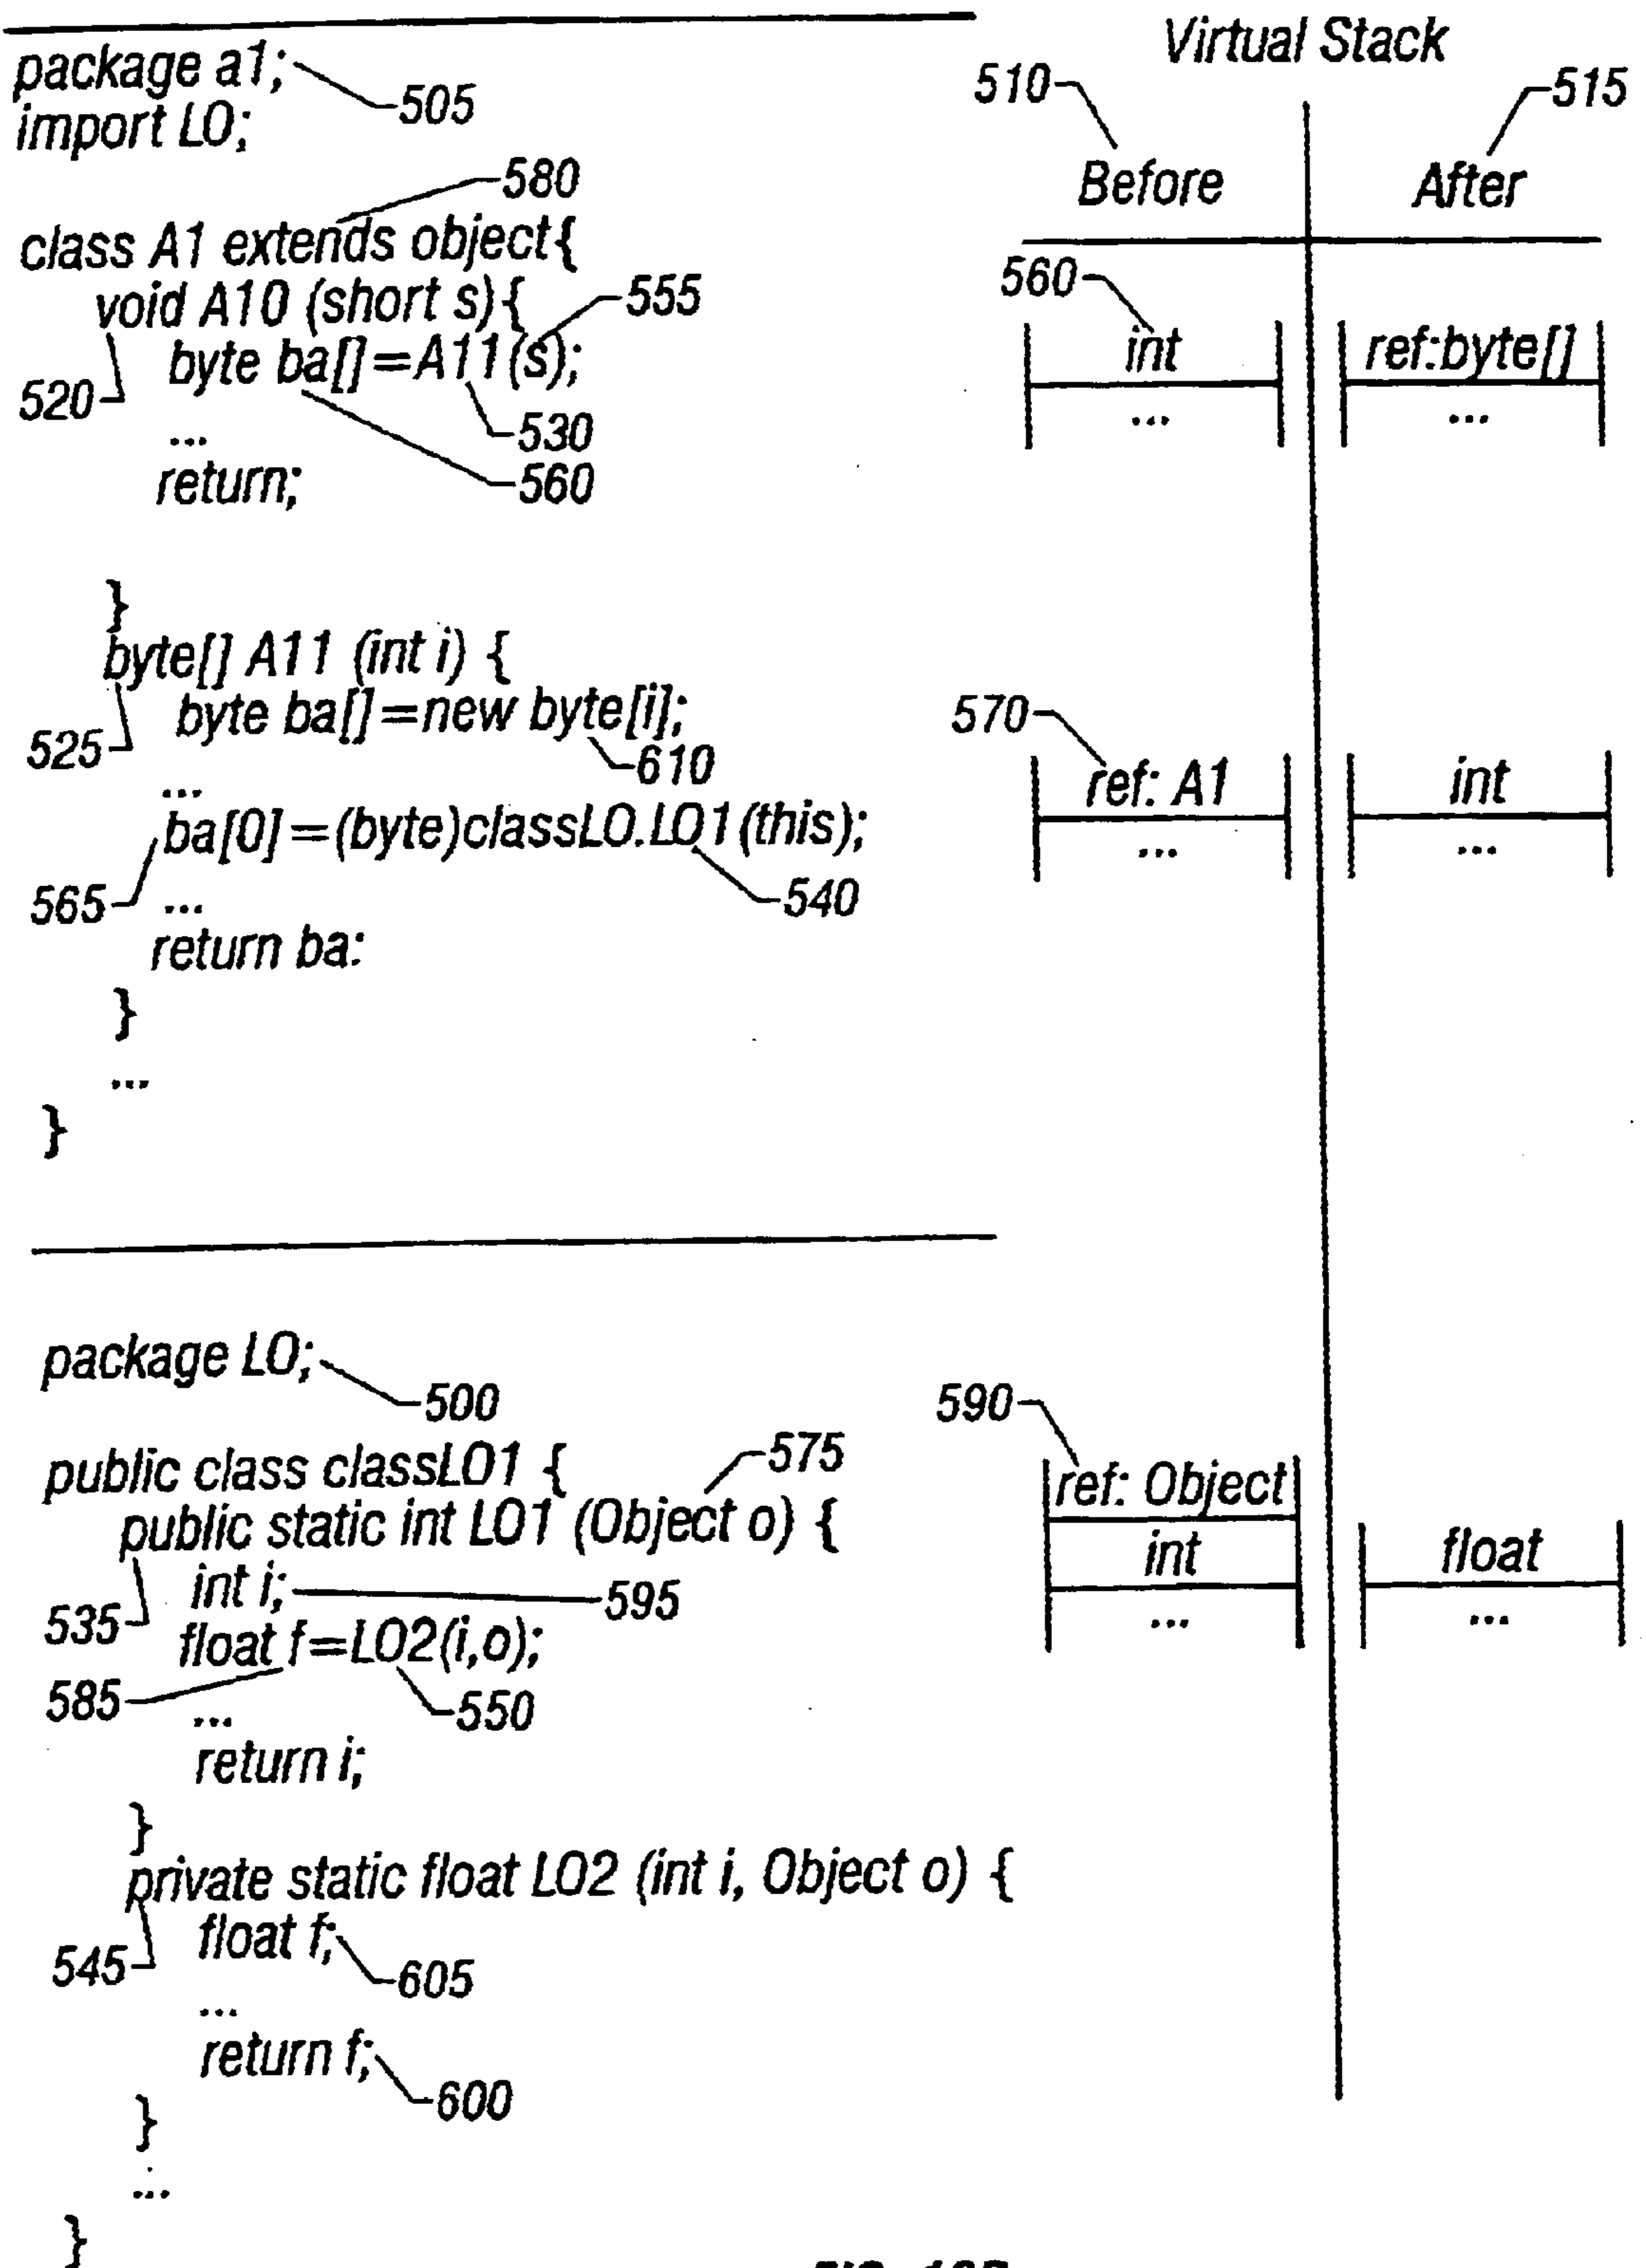 package a1;
505
import LO;
580
class A1 extends object{
void A10 (short s){
555
byte ba[]=A11(s);
520
...
530
560
return;
}
byte[] A11 (int i) {
byte ba[]=new byte[i];
525
610
...
ba[0]=(byte)classLO.LO1(this);
565
540
...
return ba:
}
...
}
package LO;
500
public class classLO1 {
575
public static int LO1 (Object o) {
int i;
595
535
float f=LO2(i,o);
585
550
...
return i;
}
private static float LO2 (int i, Object o) {
float f;
545
605
...
return f;
600
}
...
}
Virtual Stack
510
515
Before
After
560
int
ref:byte[]
...
...
570
ref: A1
int
...
...
590
ref: Object
int
float
...
...